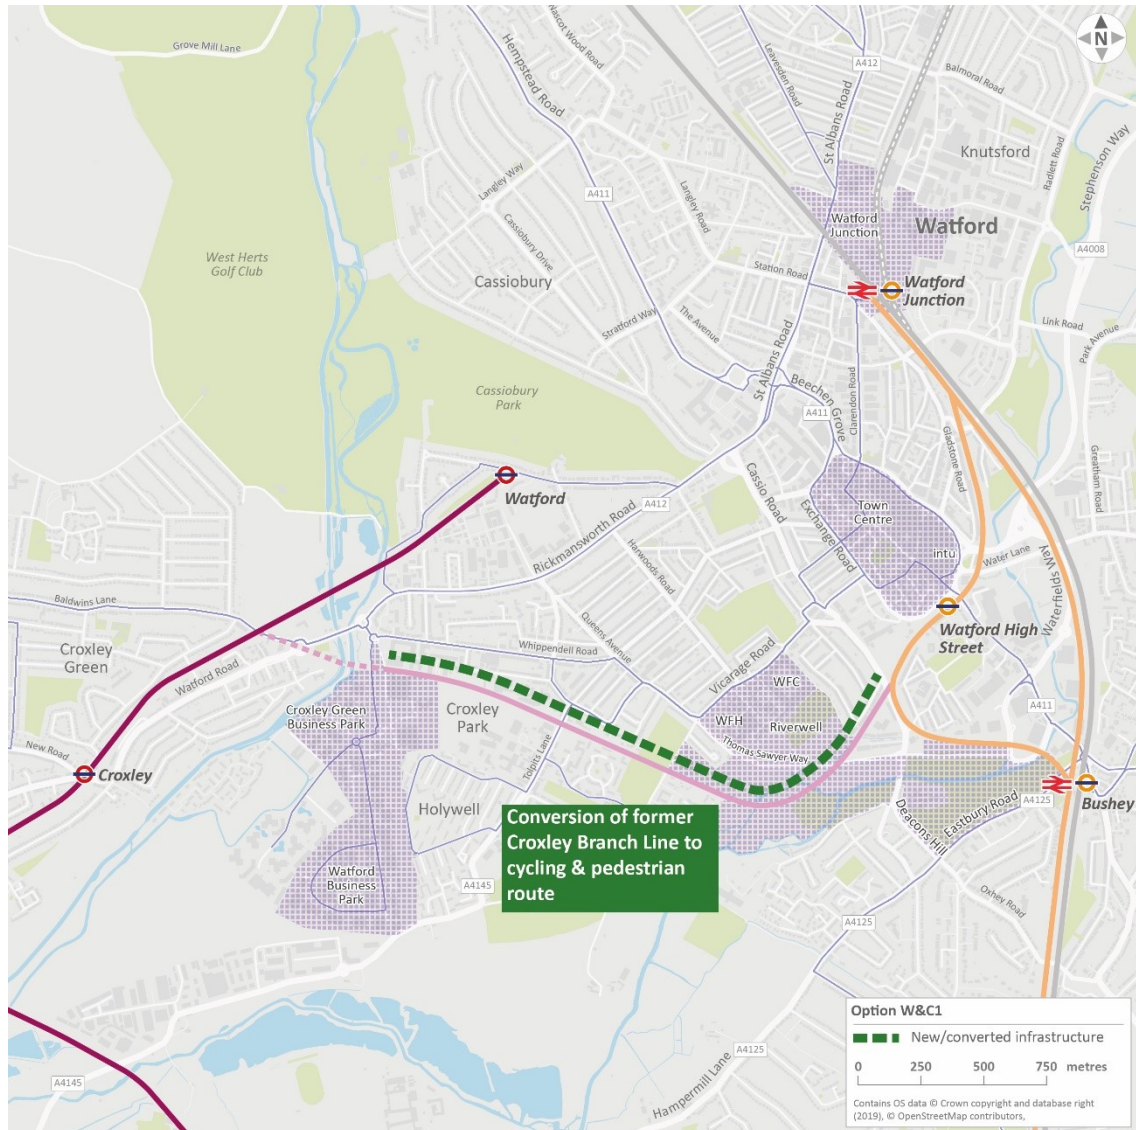 Grove Mill Lane
Mascot Wood Road
Hempstead Road
Leavesden Road
A412
St Albans Road
Balmoral Road
N
Knutsford
Radlett Road
Stephenson Way
Langley Way
A411
Langley Road
Watford
Junction
Watford
A4008
West Herts
Golf Club
Cassiobury Drive
Cassiobury
Station Road
Watford
Junction
Stratford Way
The Avenue
Link Road
Park Avenue
St Albans Road
Beechen Grove
Cassiobury
Park
A411
Clarendon Road
Gladstone Road
Greatham Road
Watford
A412
Rickmansworth Road
Cassio Road
Exchange Road
Town
Centre
intu
Water Lane
Waterfields Way
Harwoods Road
Baldwins Lane
Queens Avenue
Watford High
Street
Croxley
Green
Watford Road
Whippendell Road
Vicarage Road
WFC
Croxley Green
Business Park
Croxley
Park
WFH
Riverwell
A411
New Road
Croxley
Tolpits Lane
Thomas Sawyer Way
Bushey
Holywell
Deacons Hill
Eastbury Road
A4125
Conversion of former
Croxley Branch Line to
cycling & pedestrian
route
Watford
Business
Park
A4145
Oxhey Road
A4125
A4125
Hampermill Lane
A4145
Option W&C1
New/converted infrastructure
0 250 500 750 metres
Contains OS data © Crown copyright and database right
(2019), © OpenStreetMap contributors,